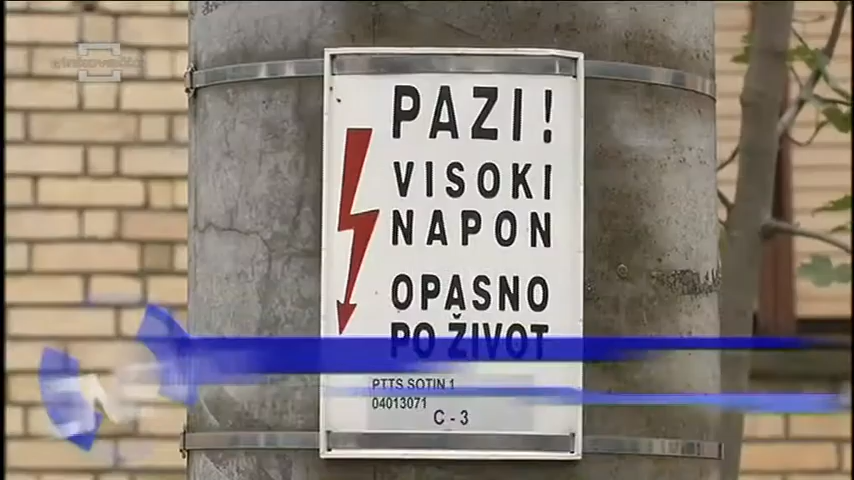 PAZI!
VISOKI
NAPON
OPASNO
PO ŽIVOT
PTTS SOTIN 1
04013071
C-3